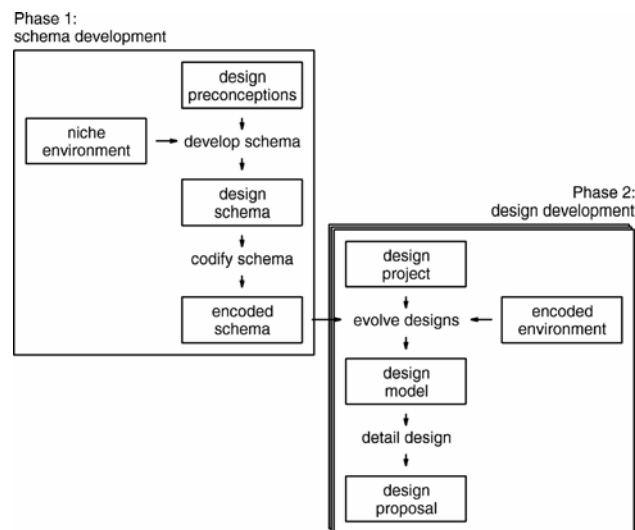 Phase 1:
schema development
design
preconceptions
niche
environment
develop schema
design
schema
codify schema
encoded
schema
Phase 2:
design development
design
project
evolve designs
encoded
environment
design
model
detail design
design
proposal